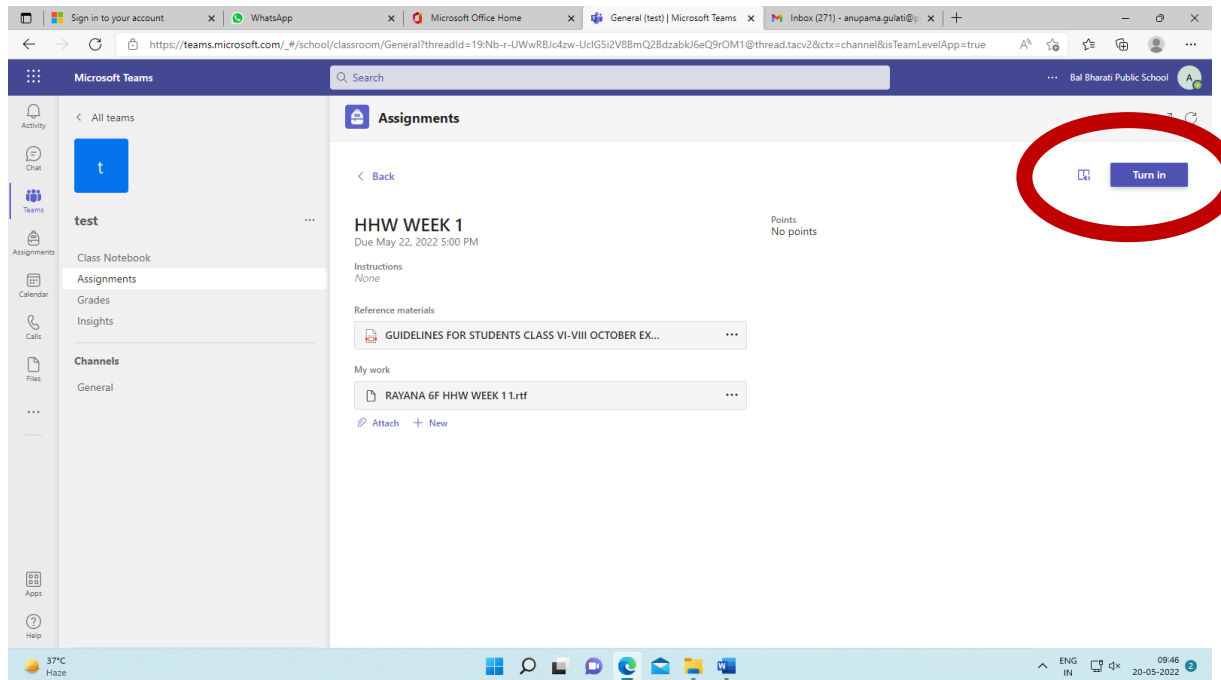 Sign in to your account
WhatsApp
Microsoft Office Home
General (test) | Microsoft Teams
Inbox (271) - anupama.gulati@p
https://teams.microsoft.com/_#/school/classroom/General?threadId=19:Nb-r-UWwRBJc4zw-UclG5i2V8BmQ2BdzabkJ6eQ9rOM1@thread.tacv2&ctx=channel&isTeamLevelApp=true
Microsoft Teams
Search
Bal Bharati Public School
A
Activity
Chat
Teams
Assignments
Calendar
Calls
Files
Apps
Help
All teams
t
test
Class Notebook
Assignments
Grades
Insights
Channels
General
Assignments
Back
Turn in
HHW WEEK 1
Due May 22, 2022 5:00 PM
Points
No points
Instructions
None
Reference materials
GUIDELINES FOR STUDENTS CLASS VI-VIII OCTOBER EX...
My work
RAYANA 6F HHW WEEK 1 1.rtf
Attach
New
37°C
Haze
ENG
IN
09:46
20-05-2022
2